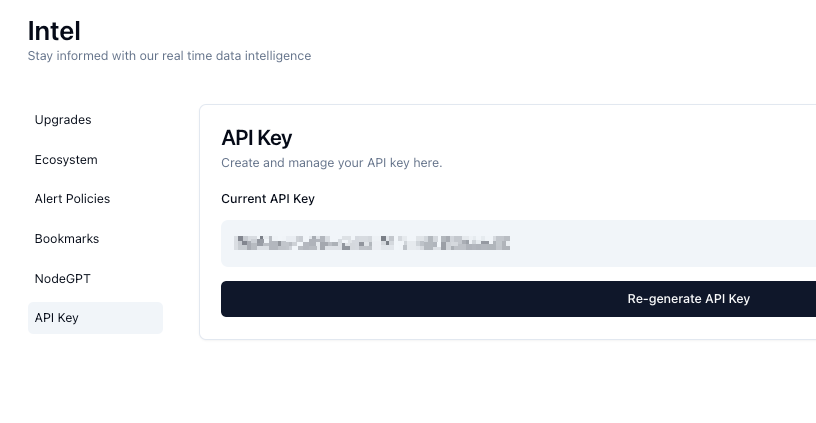 Intel
Stay informed with our real time data intelligence
Upgrades
Ecosystem
Alert Policies
Bookmarks
NodeGPT
API Key
API Key
Create and manage your API key here.
Current API Key
Re-generate API Key